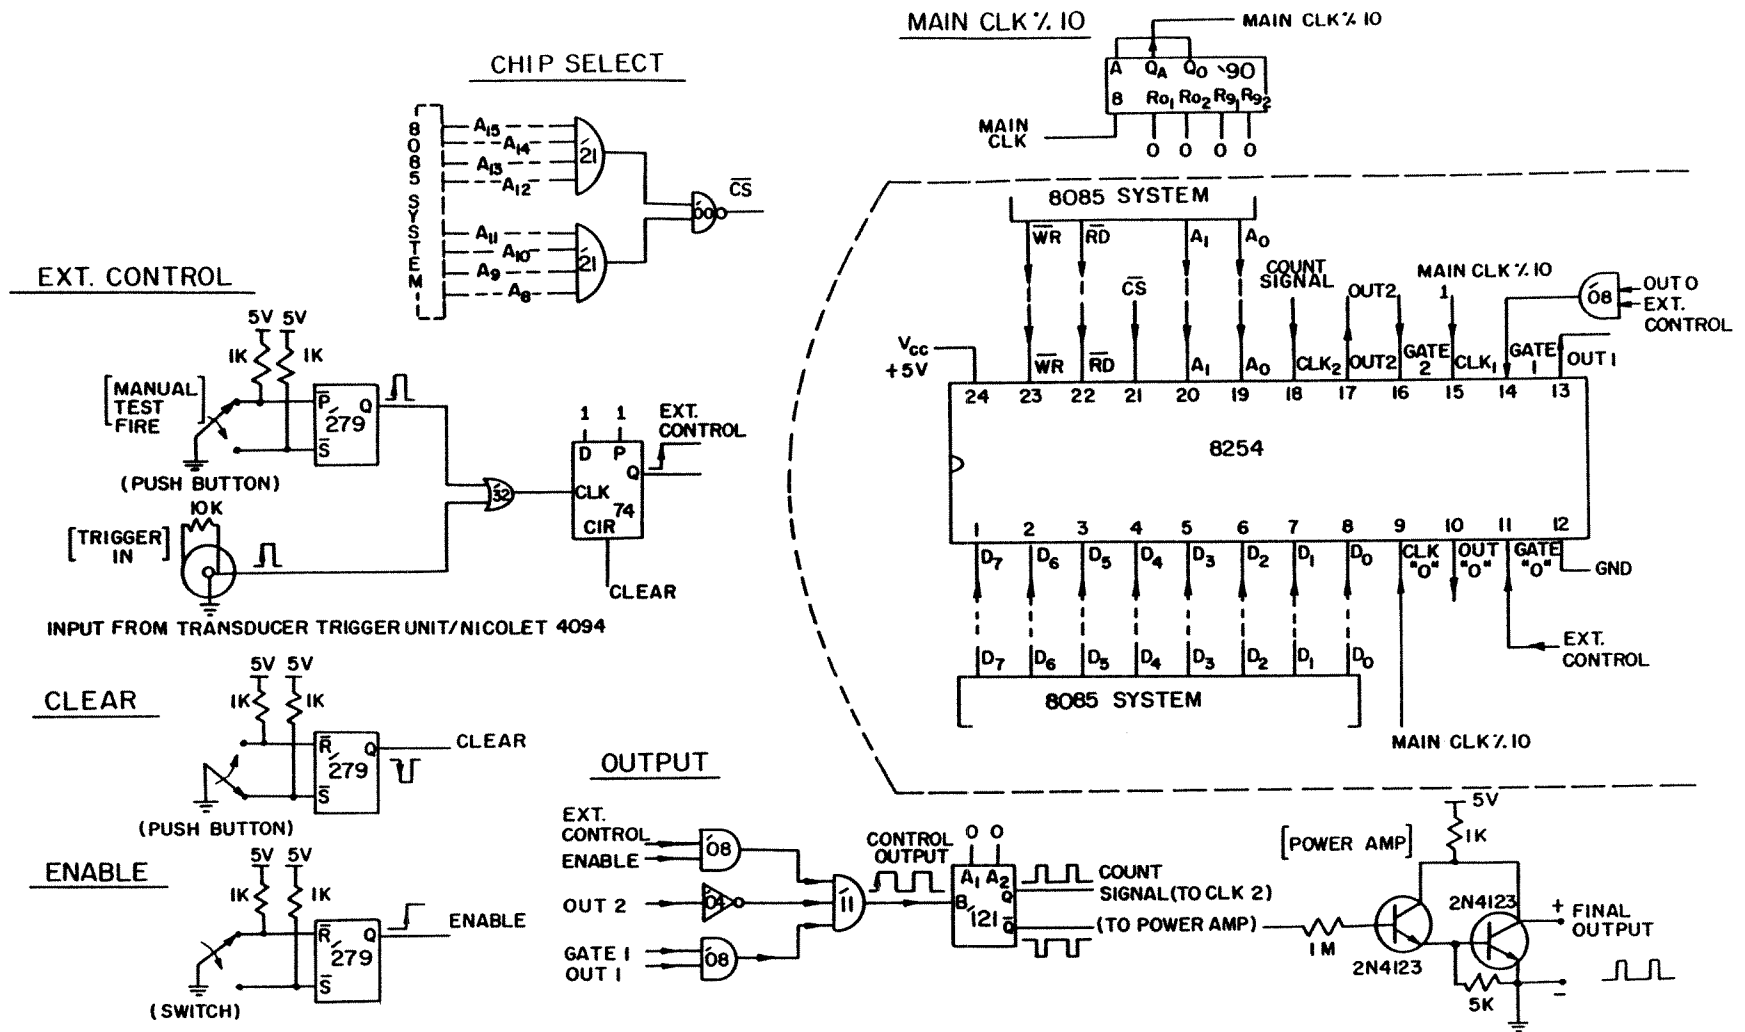 MAIN CLK % 10
MAIN CLK % 10
A QA QD '90
B R01 R02 R91 R92
MAIN
CLK
0 0 0 0
CHIP SELECT
8085 SYSTEM
A15
A14
A13
A12
'21
A11
A10
A9
A8
'21
'00
CS
EXT. CONTROL
5V 5V
1K 1K
[MANUAL
TEST
FIRE]
P Q
'279
S
(PUSH BUTTON)
10K
[TRIGGER
IN]
'32
1 1
D P
Q
CLK
74
CLR
EXT.
CONTROL
CLEAR
INPUT FROM TRANSDUCER TRIGGER UNIT/NICOLET 4094
CLEAR
5V 5V
1K 1K
R Q
'279
S
CLEAR
(PUSH BUTTON)
ENABLE
5V 5V
1K 1K
R Q
'279
S
ENABLE
(SWITCH)
8085 SYSTEM
WR RD A1 A0
CS
COUNT
SIGNAL
OUT2
MAIN CLK % 10
1
'08
OUT 0
EXT.
CONTROL
VCC
+5V
WR RD A1 A0 CLK2 OUT2 GATE 2 CLK1 GATE 1 OUT 1
24 23 22 21 20 19 18 17 16 15 14 13
8254
1 2 3 4 5 6 7 8 9 10 11 12
D7 D6 D5 D4 D3 D2 D1 D0 CLK "0" OUT "0" GATE "0"
GND
D7 D6 D5 D4 D3 D2 D1 D0
8085 SYSTEM
EXT.
CONTROL
MAIN CLK % 10
OUTPUT
EXT.
CONTROL
ENABLE
'08
OUT 2
'04
GATE 1
OUT 1
'08
'11
CONTROL
OUTPUT
0 0
A1 A2
B Q
'121
Q
COUNT
SIGNAL (TO CLK 2)
(TO POWER AMP)
[POWER AMP]
5V
1K
1M
2N4123
2N4123
5K
+ FINAL
OUTPUT
−